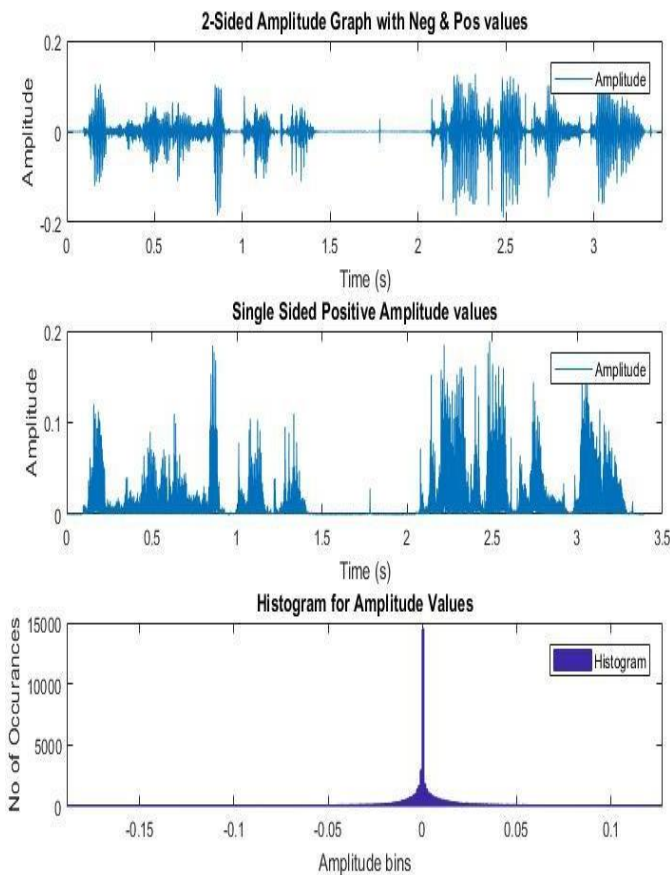 2-Sided Amplitude Graph with Neg & Pos values
0.2
Amplitude
0
-0.2
Amplitude
0 0.5 1 1.5 2 2.5 3
Time (s)
Single Sided Positive Amplitude values
0.2
Amplitude
0.1
0
Amplitude
0 0.5 1 1.5 2 2.5 3 3.5
Time (s)
Histogram for Amplitude Values
15000
Histogram
10000
5000
0
No of Occurances
-0.15 -0.1 -0.05 0 0.05 0.1
Amplitude bins